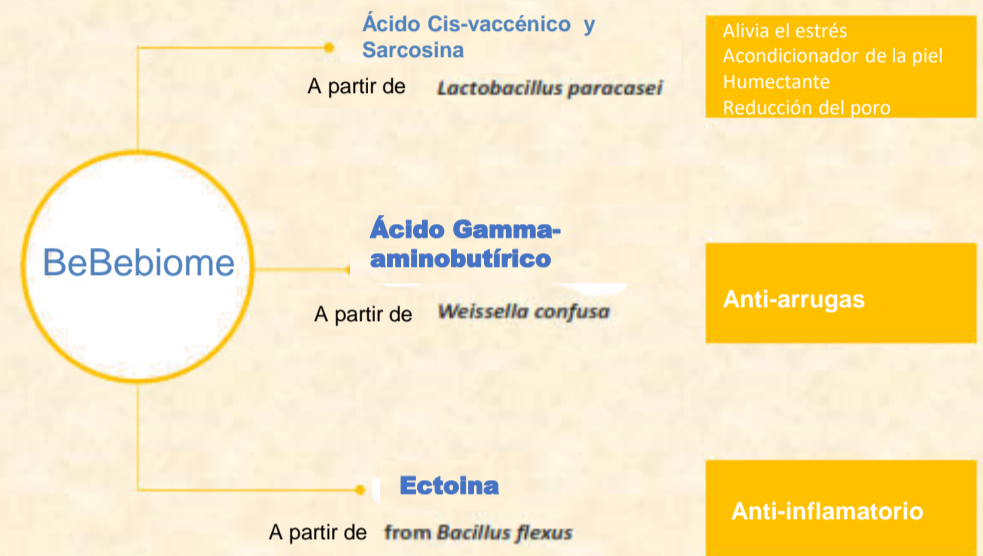 Ácido Cis-vaccénico y
Sarcosina
A partir de Lactobacillus paracasei
Alivia el estrés
Acondicionador de la piel
Humectante
Reducción del poro
BeBebiome
Ácido Gamma-
aminobutírico
A partir de Weissella confusa
Anti-arrugas
Ectoina
A partir de from Bacillus flexus
Anti-inflamatorio